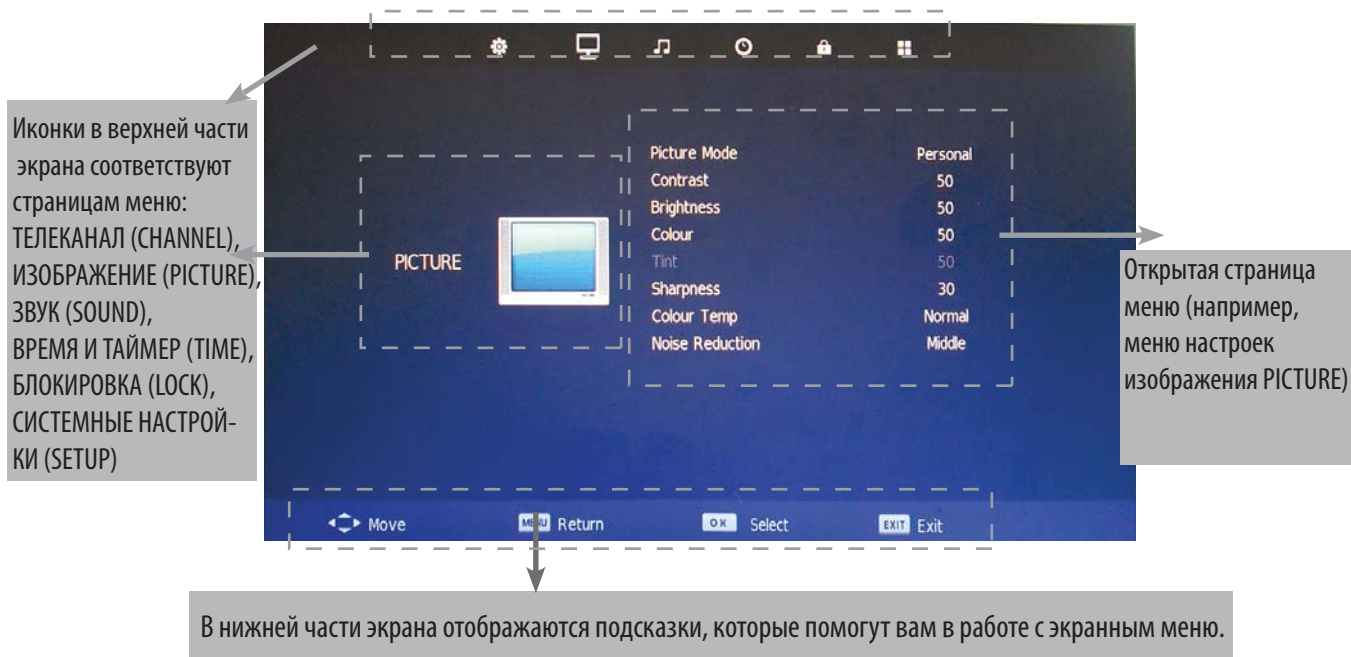 Иконки в верхней части
экрана соответствуют
страницам меню:
ТЕЛЕКАНАЛ (CHANNEL),
ИЗОБРАЖЕНИЕ (PICTURE),
ЗВУК (SOUND),
ВРЕМЯ И ТАЙМЕР (TIME),
БЛОКИРОВКА (LOCK),
СИСТЕМНЫЕ НАСТРОЙ-
КИ (SETUP)
PICTURE
Picture Mode Personal
Contrast 50
Brightness 50
Colour 50
Tint 50
Sharpness 30
Colour Temp Normal
Noise Reduction Middle
Открытая страница
меню (например,
меню настроек
изображения PICTURE)
Move MENU Return OK Select EXIT Exit
В нижней части экрана отображаются подсказки, которые помогут вам в работе с экранным меню.